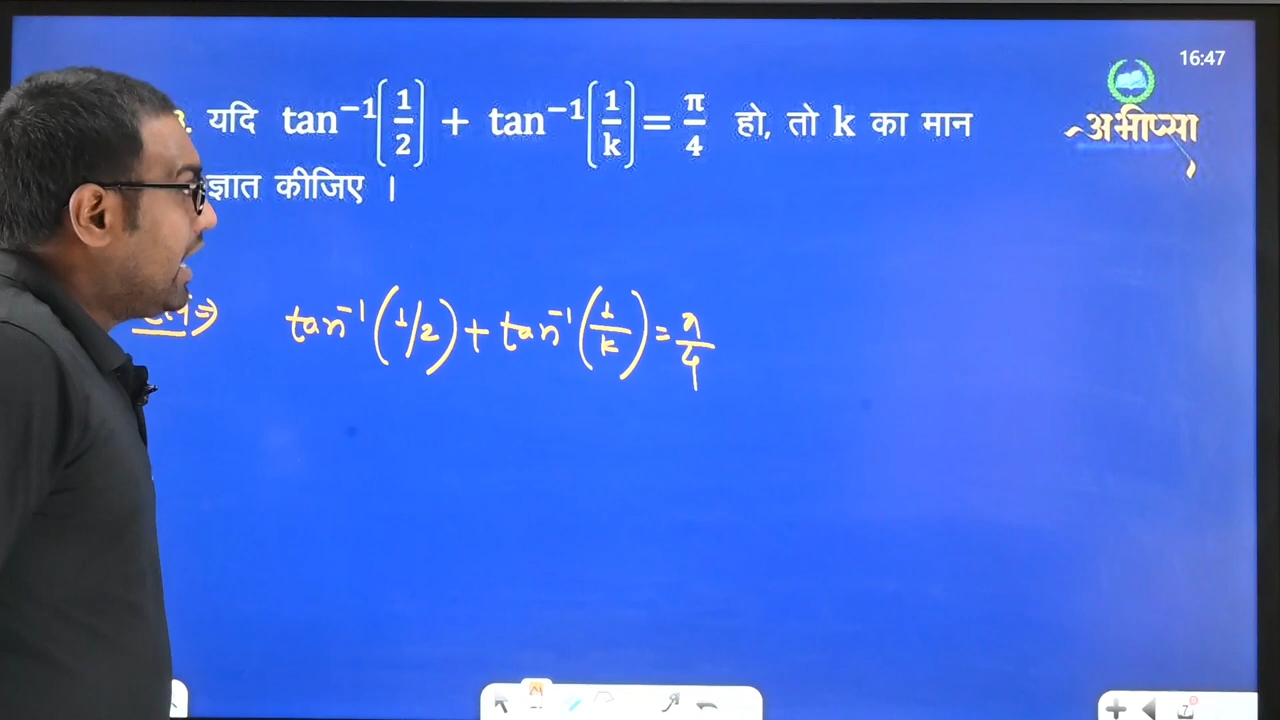 16:47
अभीप्सा
3. यदि tan⁻¹(1/2) + tan⁻¹(1/k) = π/4 हो, तो k का मान
ज्ञात कीजिए ।
⇒ tan⁻¹(1/2) + tan⁻¹(1/k) = π/4